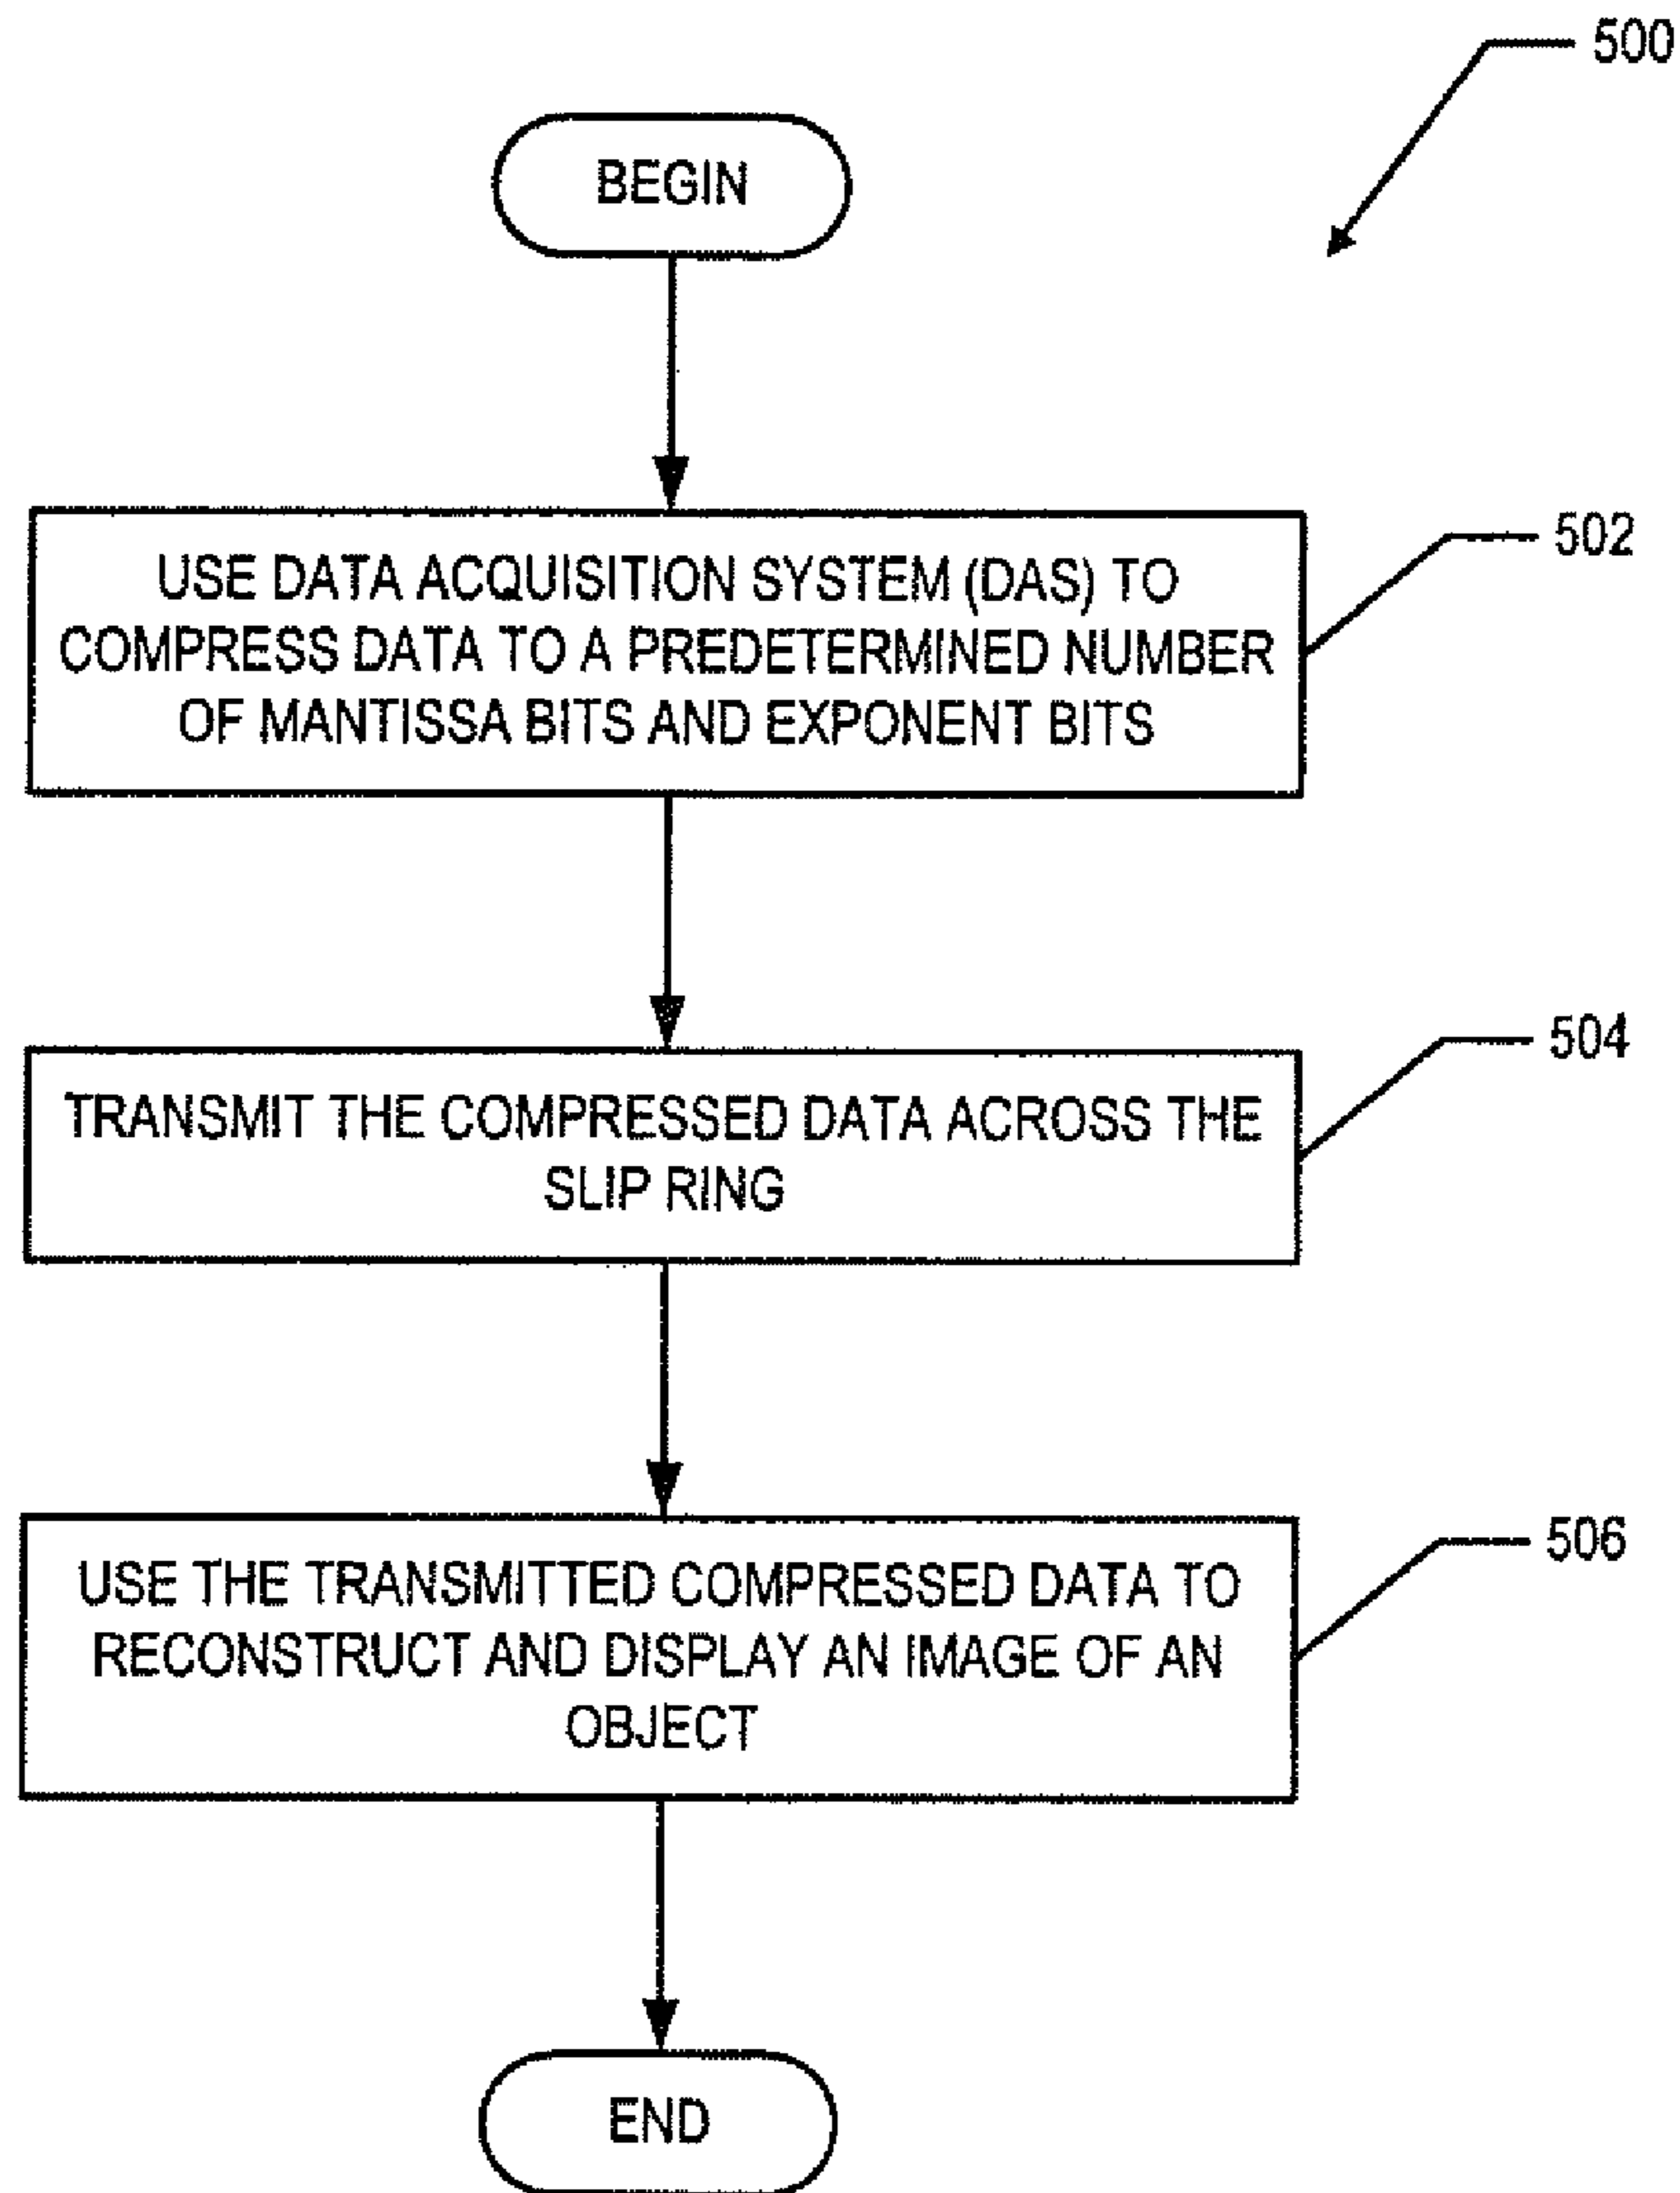 500
BEGIN
USE DATA ACQUISITION SYSTEM (DAS) TO
COMPRESS DATA TO A PREDETERMINED NUMBER
OF MANTISSA BITS AND EXPONENT BITS
502
TRANSMIT THE COMPRESSED DATA ACROSS THE
SLIP RING
504
USE THE TRANSMITTED COMPRESSED DATA TO
RECONSTRUCT AND DISPLAY AN IMAGE OF AN
OBJECT
506
END